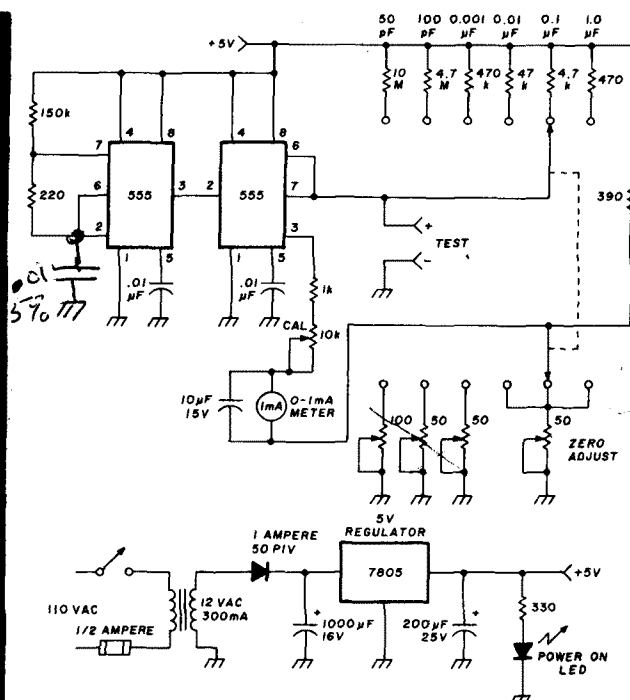 50 pF 100 pF 0.001 µF 0.01 µF 0.1 µF 1.0 µF
+5V
10 M 4.7 M 470 k 47 k 4.7 k 470
150k
4 8 4 8
7 6
220 6 555 3 2 555 7 390
2 3
+
TEST
-
1 5 1 5
.01 5%
.01 µF .01 µF
1k
CAL. 10k
10µF 15V
1mA
0-1mA METER
100 50 50 50
ZERO ADJUST
1 AMPERE 50 PIV
5V REGULATOR
7805
+5V
110 VAC
12 VAC 300mA
1/2 AMPERE
+
1000µF 16V
+
200µF 25V
330
POWER ON LED